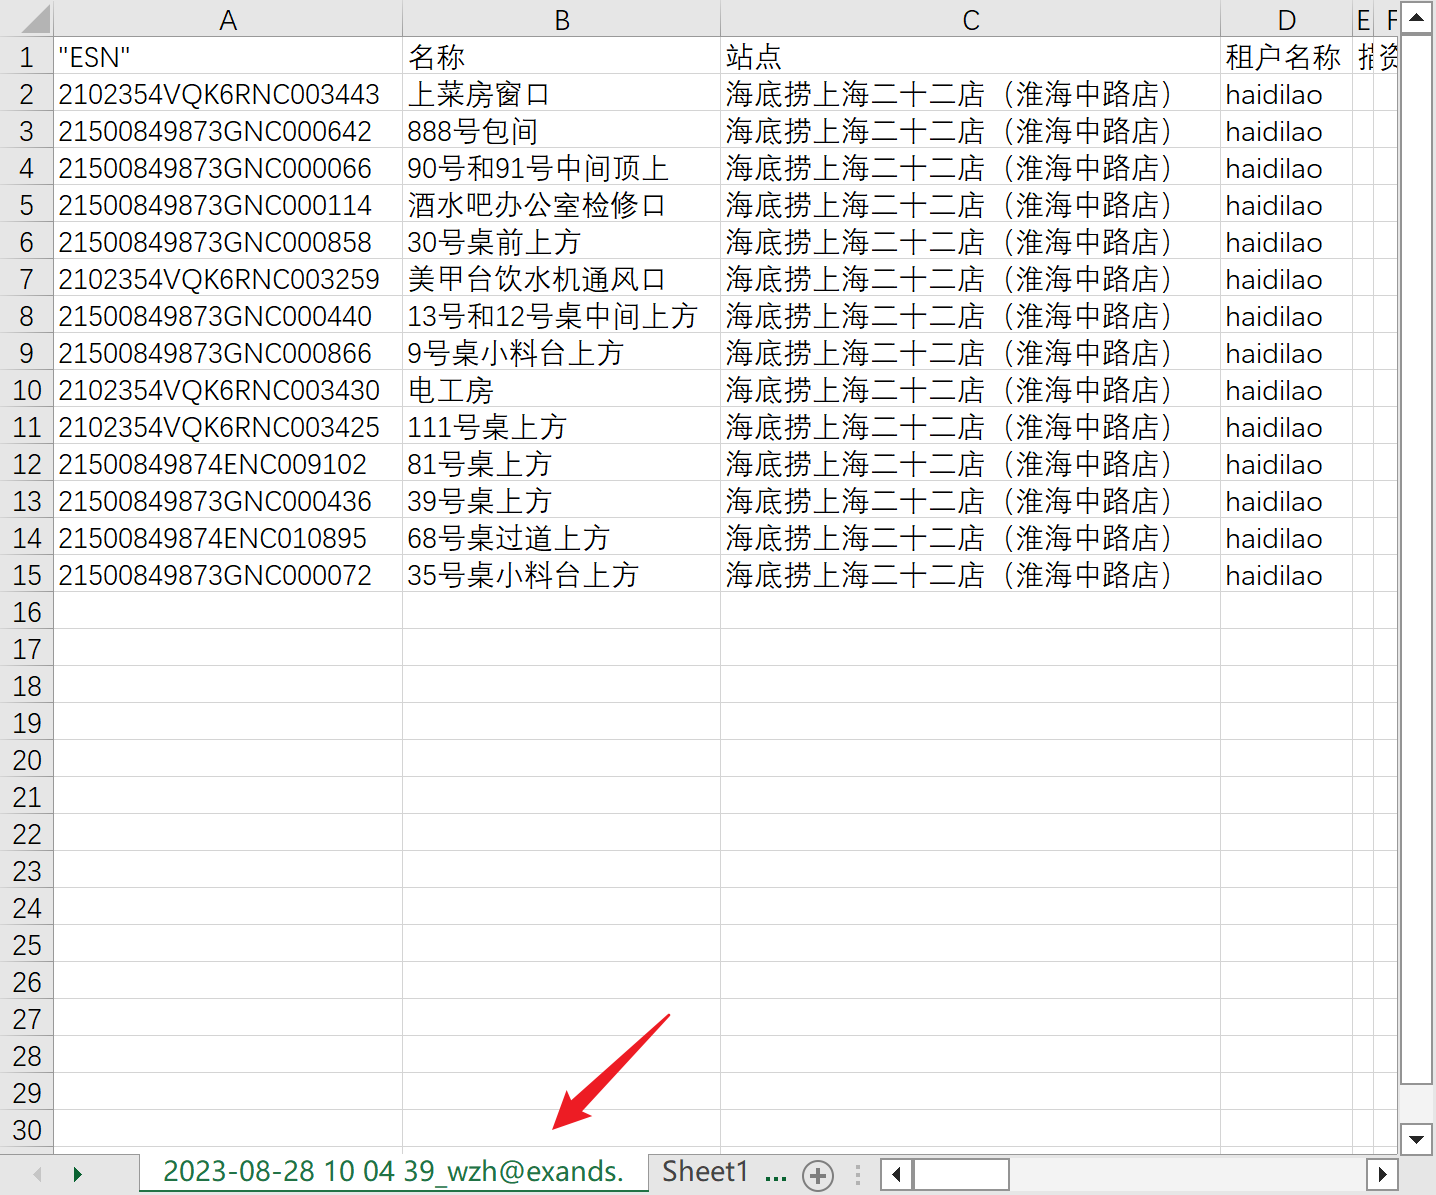 A B C D E F
1 "ESN" 名称 站点 租户名称
2 2102354VQK6RNC003443 上菜房窗口 海底捞上海二十二店（淮海中路店） haidilao
3 21500849873GNC000642 888号包间 海底捞上海二十二店（淮海中路店） haidilao
4 21500849873GNC000066 90号和91号中间顶上 海底捞上海二十二店（淮海中路店） haidilao
5 21500849873GNC000114 酒水吧办公室检修口 海底捞上海二十二店（淮海中路店） haidilao
6 21500849873GNC000858 30号桌前上方 海底捞上海二十二店（淮海中路店） haidilao
7 2102354VQK6RNC003259 美甲台饮水机通风口 海底捞上海二十二店（淮海中路店） haidilao
8 21500849873GNC000440 13号和12号桌中间上方 海底捞上海二十二店（淮海中路店） haidilao
9 21500849873GNC000866 9号桌小料台上方 海底捞上海二十二店（淮海中路店） haidilao
10 2102354VQK6RNC003430 电工房 海底捞上海二十二店（淮海中路店） haidilao
11 2102354VQK6RNC003425 111号桌上方 海底捞上海二十二店（淮海中路店） haidilao
12 21500849874ENC009102 81号桌上方 海底捞上海二十二店（淮海中路店） haidilao
13 21500849873GNC000436 39号桌上方 海底捞上海二十二店（淮海中路店） haidilao
14 21500849874ENC010895 68号桌过道上方 海底捞上海二十二店（淮海中路店） haidilao
15 21500849873GNC000072 35号桌小料台上方 海底捞上海二十二店（淮海中路店） haidilao
16
17
18
19
20
21
22
23
24
25
26
27
28
29
30
2023-08-28 10 04 39_wzh@exands. Sheet1 ...